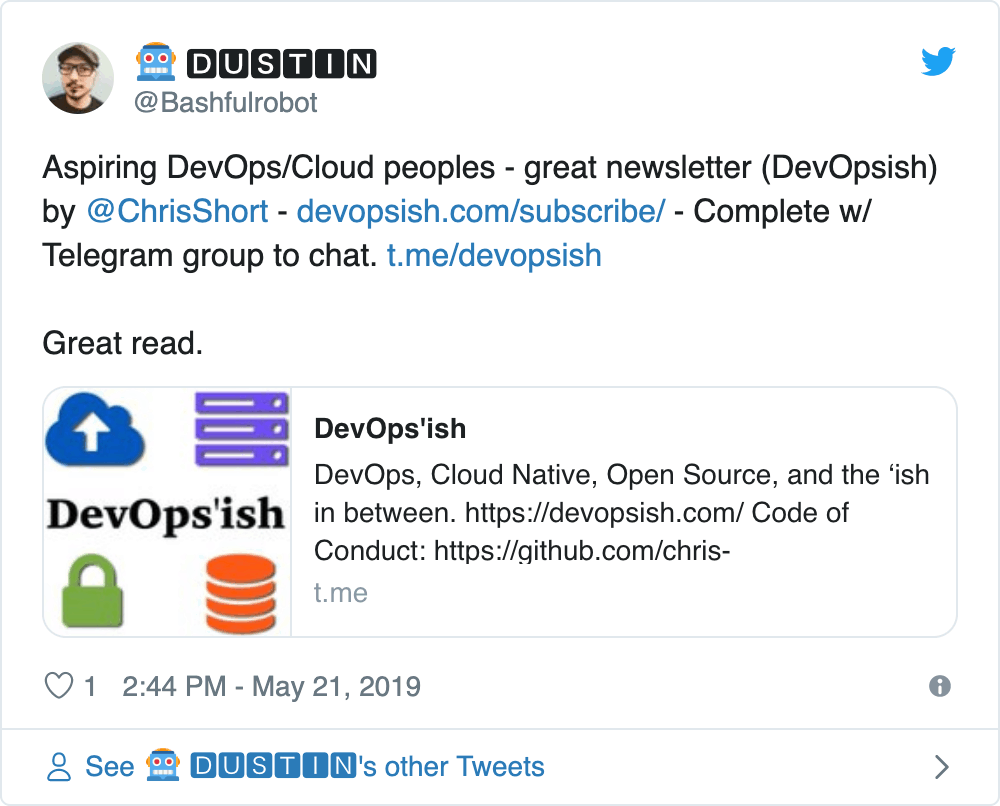 🤖 🅳🆄🆂🆃🅸🅽
@Bashfulrobot
Aspiring DevOps/Cloud peoples - great newsletter (DevOpsish)
by @ChrisShort - devopsish.com/subscribe/ - Complete w/
Telegram group to chat. t.me/devopsish
Great read.
DevOps'ish
DevOps'ish
DevOps, Cloud Native, Open Source, and the ‘ish
in between. https://devopsish.com/ Code of
Conduct: https://github.com/chris-
t.me
1 2:44 PM - May 21, 2019
See 🤖 🅳🆄🆂🆃🅸🅽's other Tweets